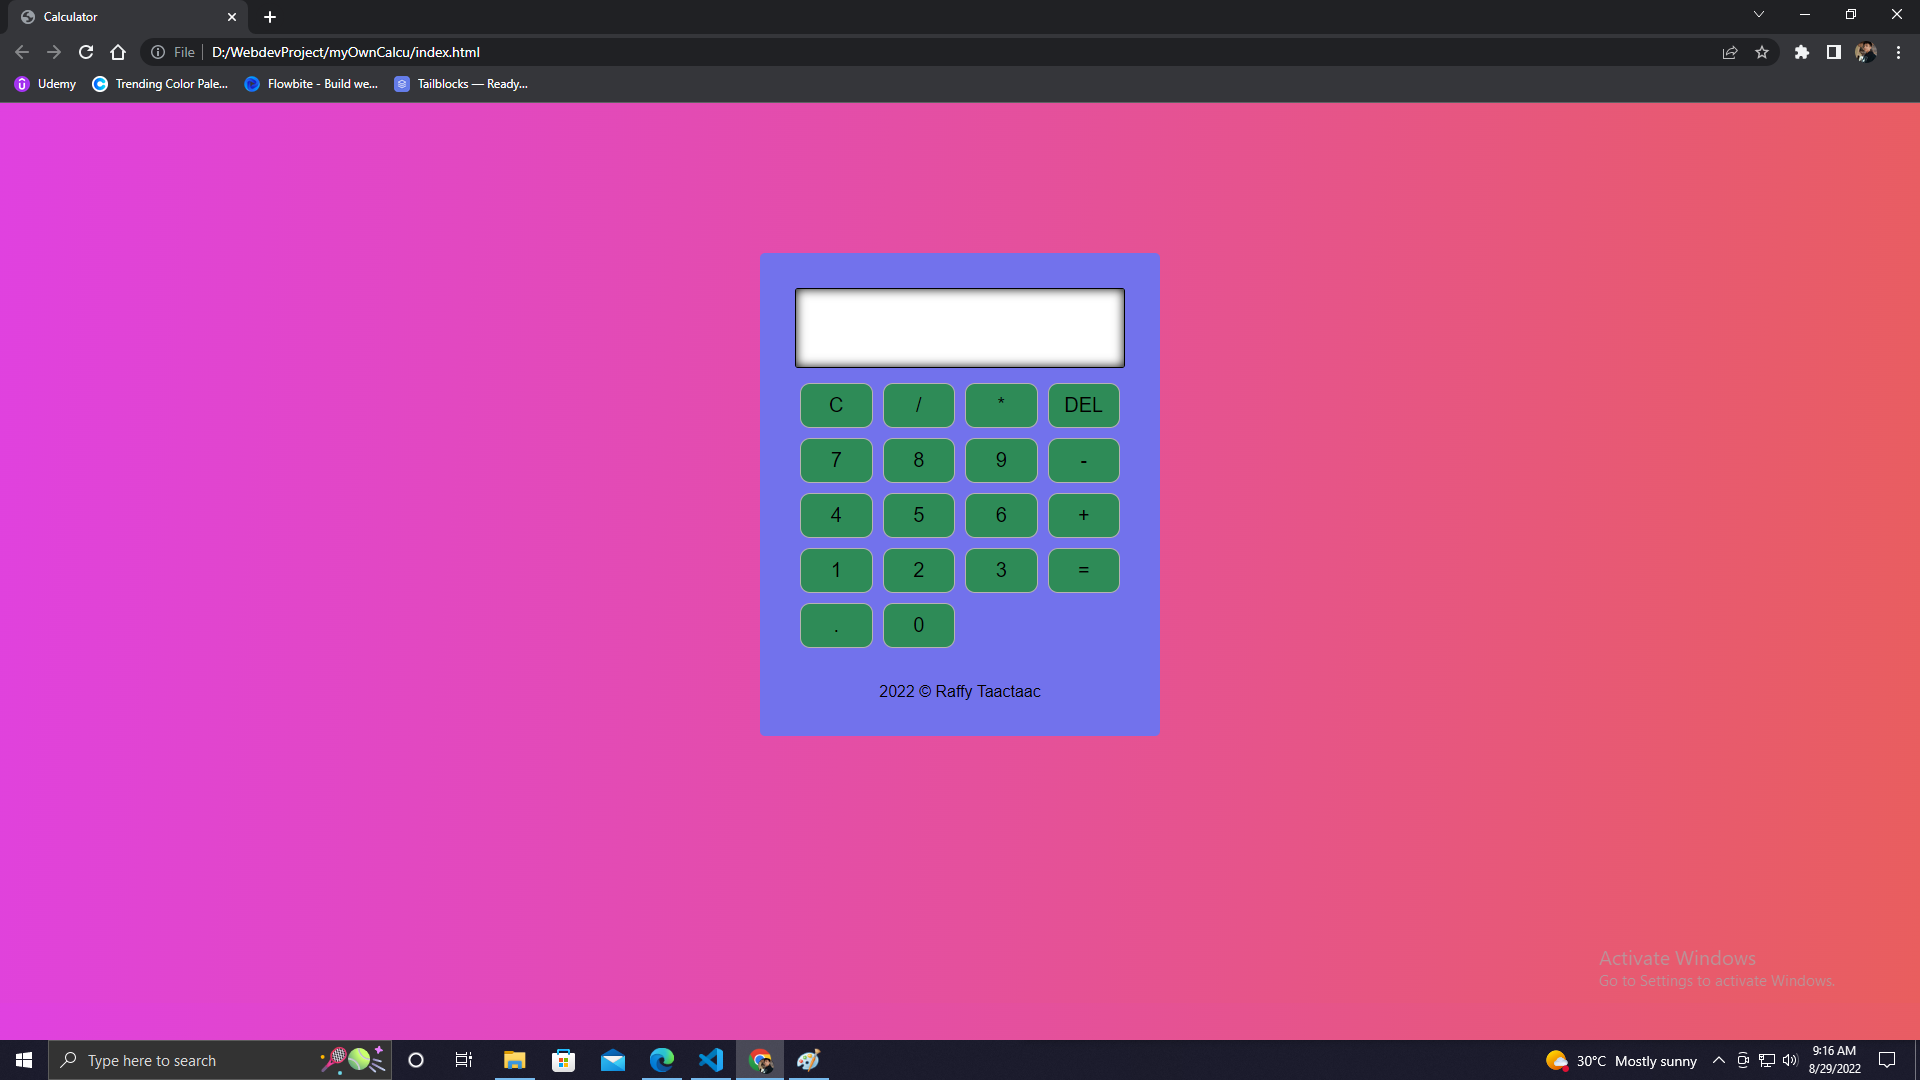 Calculator
File D:/WebdevProject/myOwnCalcu/index.html
Udemy Trending Color Pale... Flowbite - Build we... Tailblocks — Ready...
C / * DEL
7 8 9 -
4 5 6 +
1 2 3 =
. 0
2022 © Raffy Taactaac
Activate Windows
Go to Settings to activate Windows.
Type here to search
30°C Mostly sunny
9:16 AM
8/29/2022